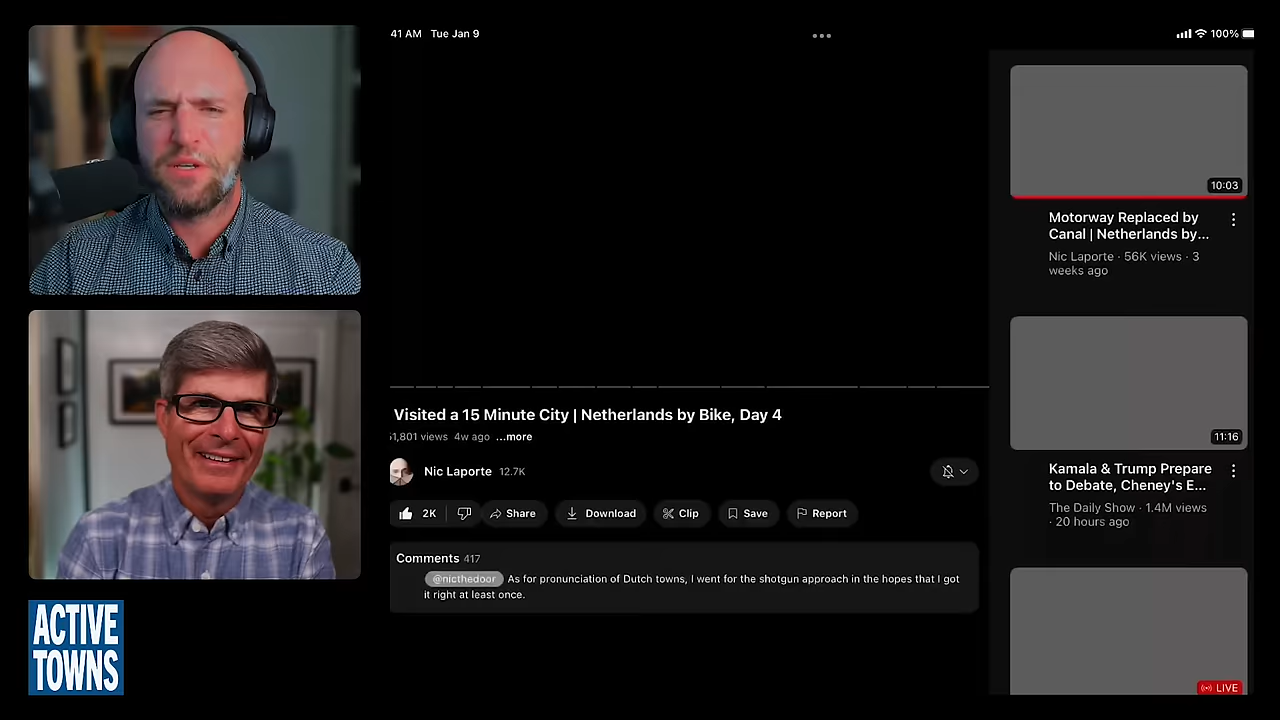 41 AM Tue Jan 9
100%
10:03
Motorway Replaced by
Canal | Netherlands by...
Nic Laporte · 56K views · 3
weeks ago
11:16
Kamala & Trump Prepare
to Debate, Cheney's E...
The Daily Show · 1.4M views
· 20 hours ago
LIVE
Visited a 15 Minute City | Netherlands by Bike, Day 4
1,801 views 4w ago ...more
Nic Laporte 12.7K
2K Share Download Clip Save Report
Comments 417
@nicthedoor As for pronunciation of Dutch towns, I went for the shotgun approach in the hopes that I got
it right at least once.
ACTIVE
TOWNS